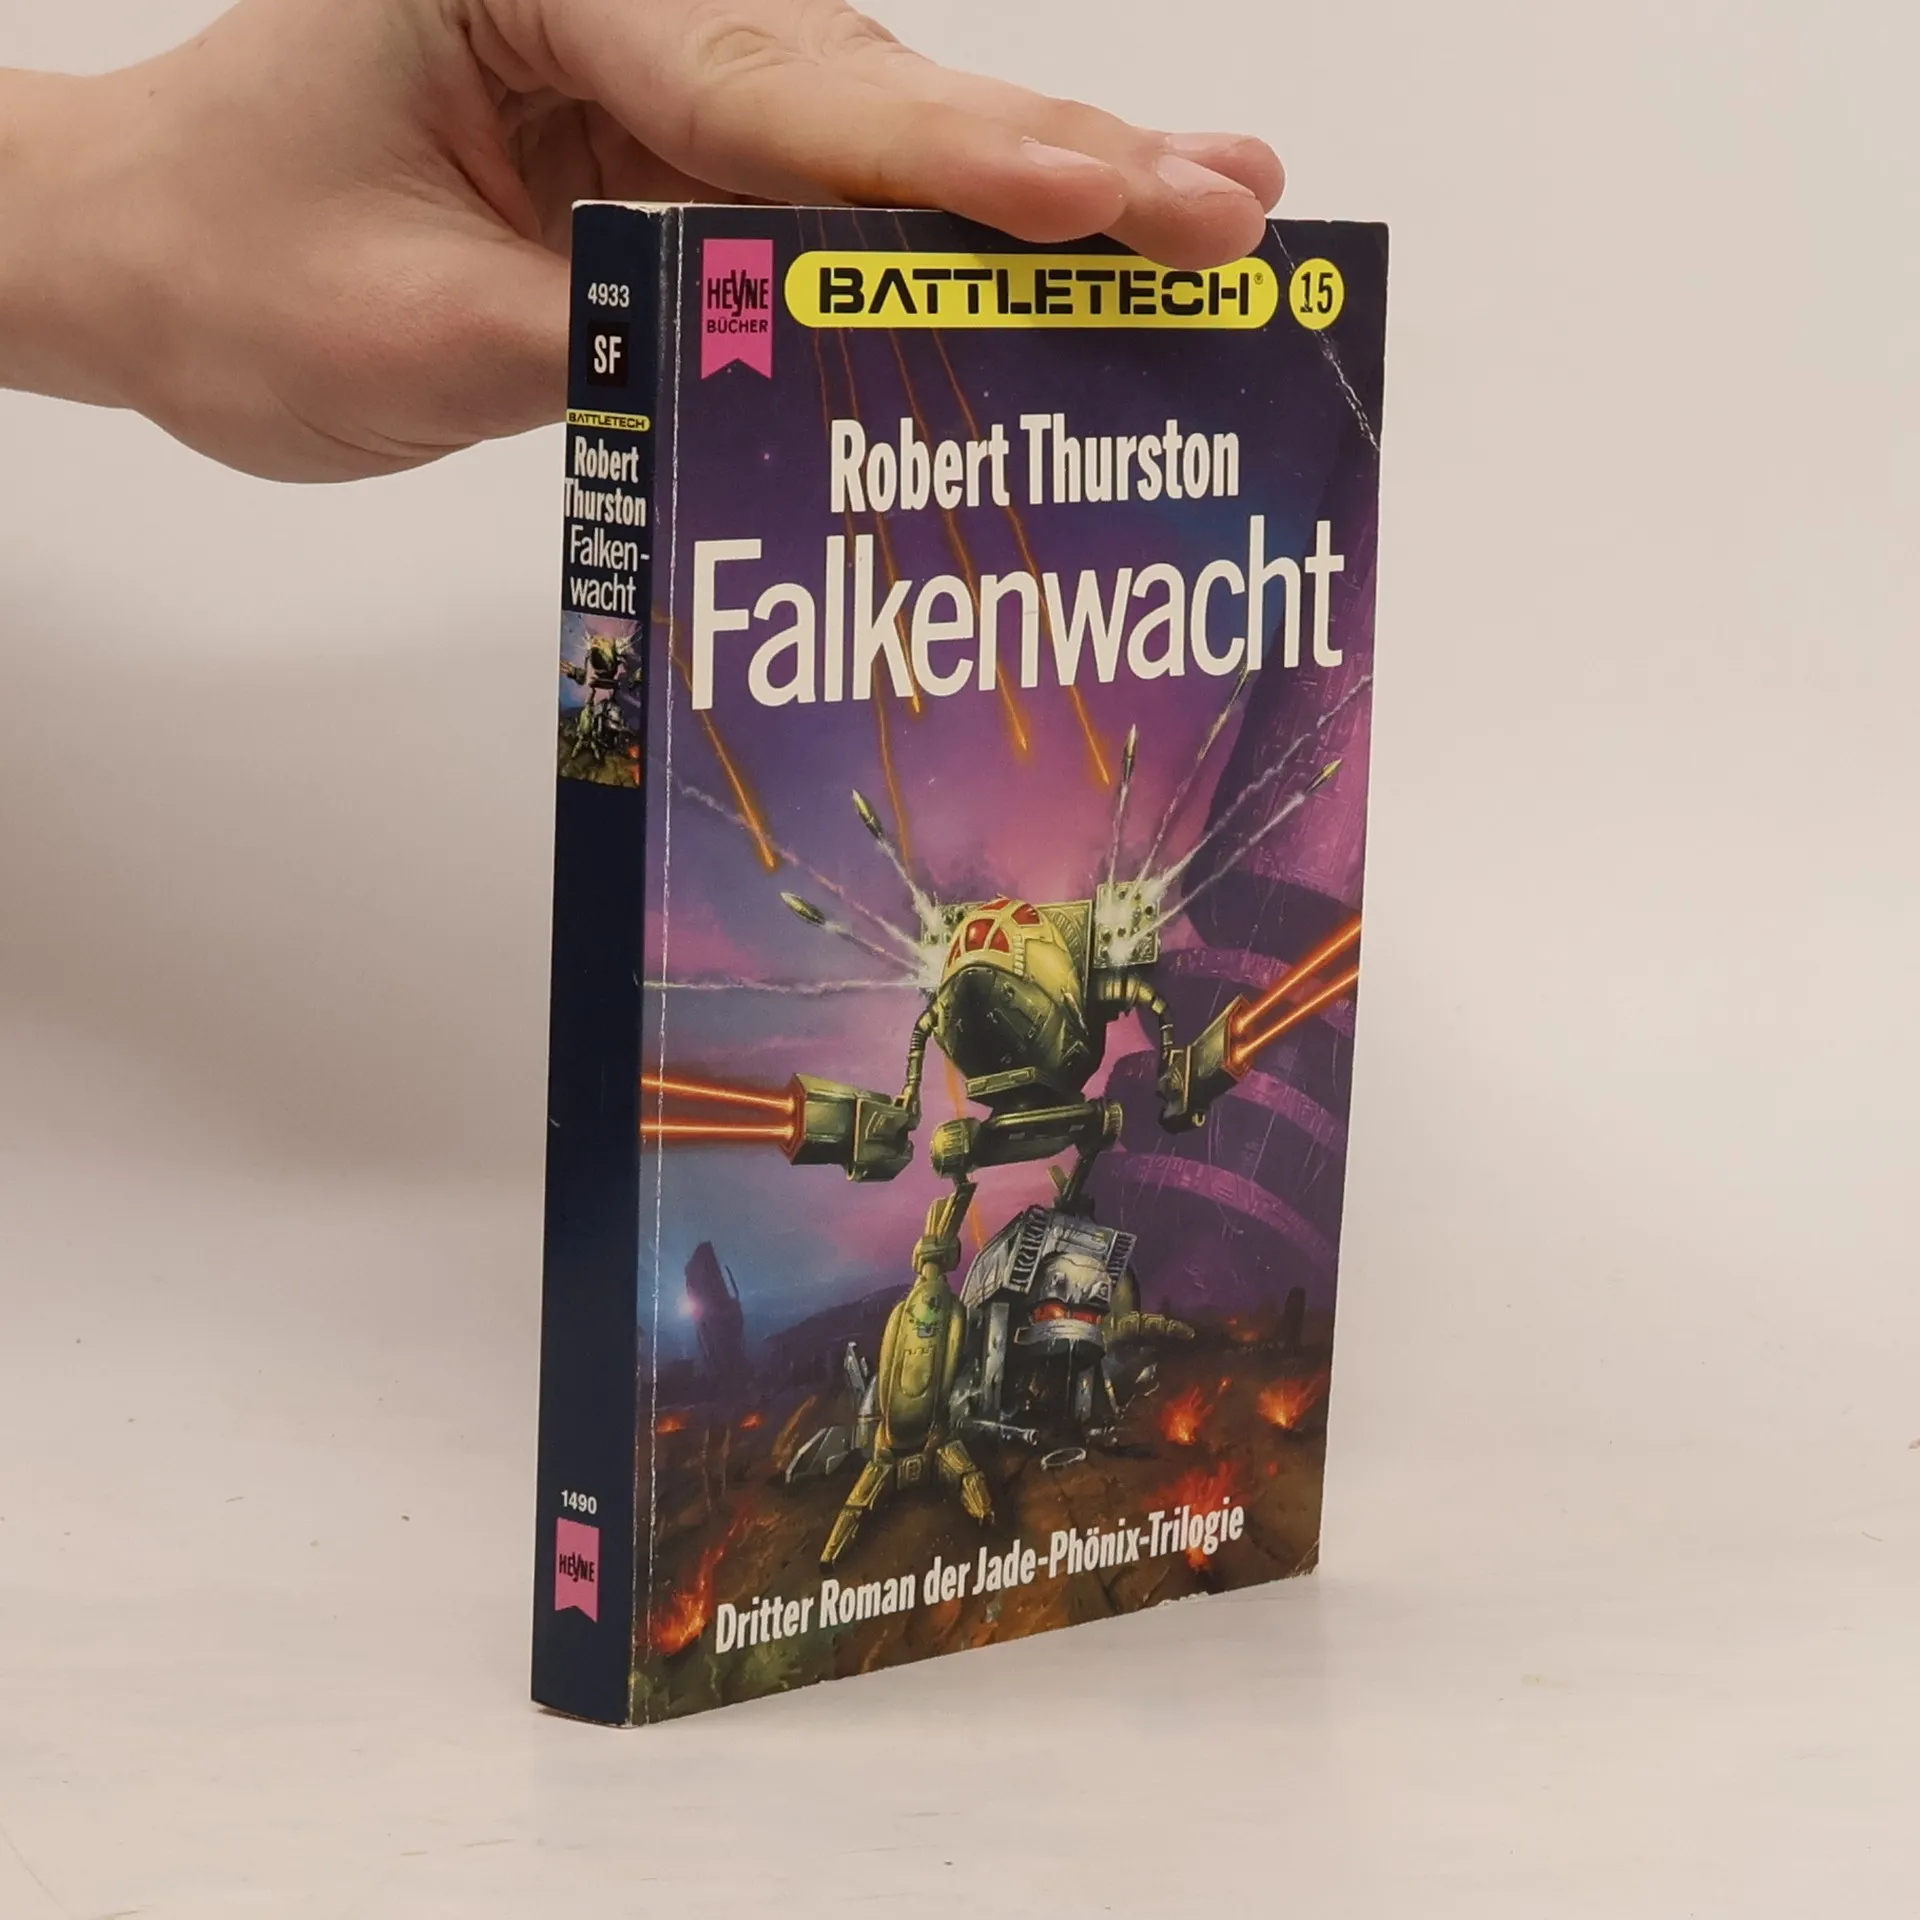 4933
SF
BATTLETECH
Robert
Thurston
Falken-
wacht
1490
HEYNE
HEYNE
BÜCHER
BATTLETECH®
15
Robert Thurston
Falkenwacht
Dritter Roman der Jade-Phönix-Trilogie